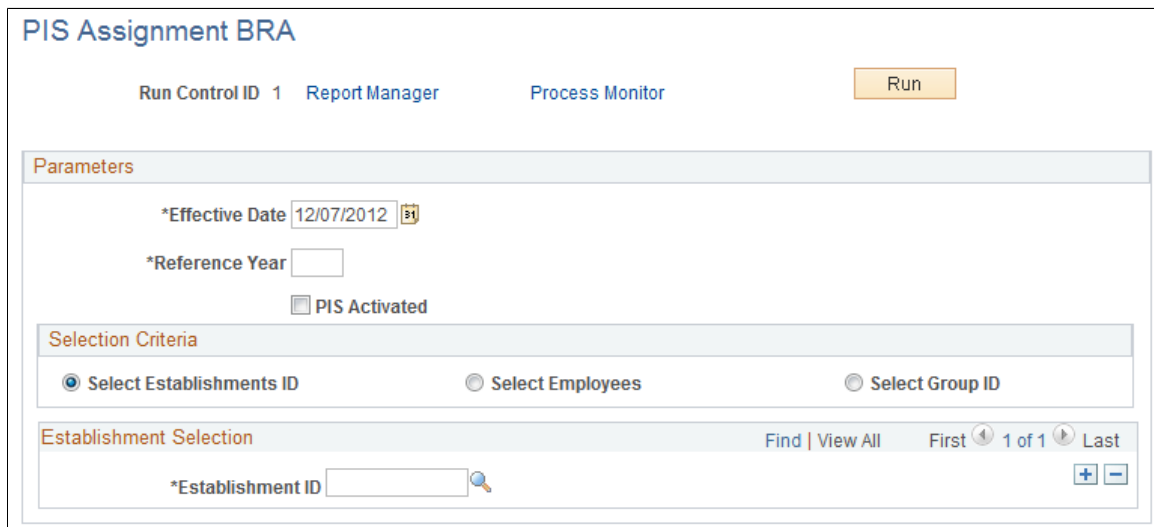 PIS Assignment BRA
Run Control ID 1 Report Manager Process Monitor Run
Parameters
*Effective Date 12/07/2012 31
*Reference Year
PIS Activated
Selection Criteria
Select Establishments ID Select Employees Select Group ID
Establishment Selection Find | View All First 1 of 1 Last
*Establishment ID